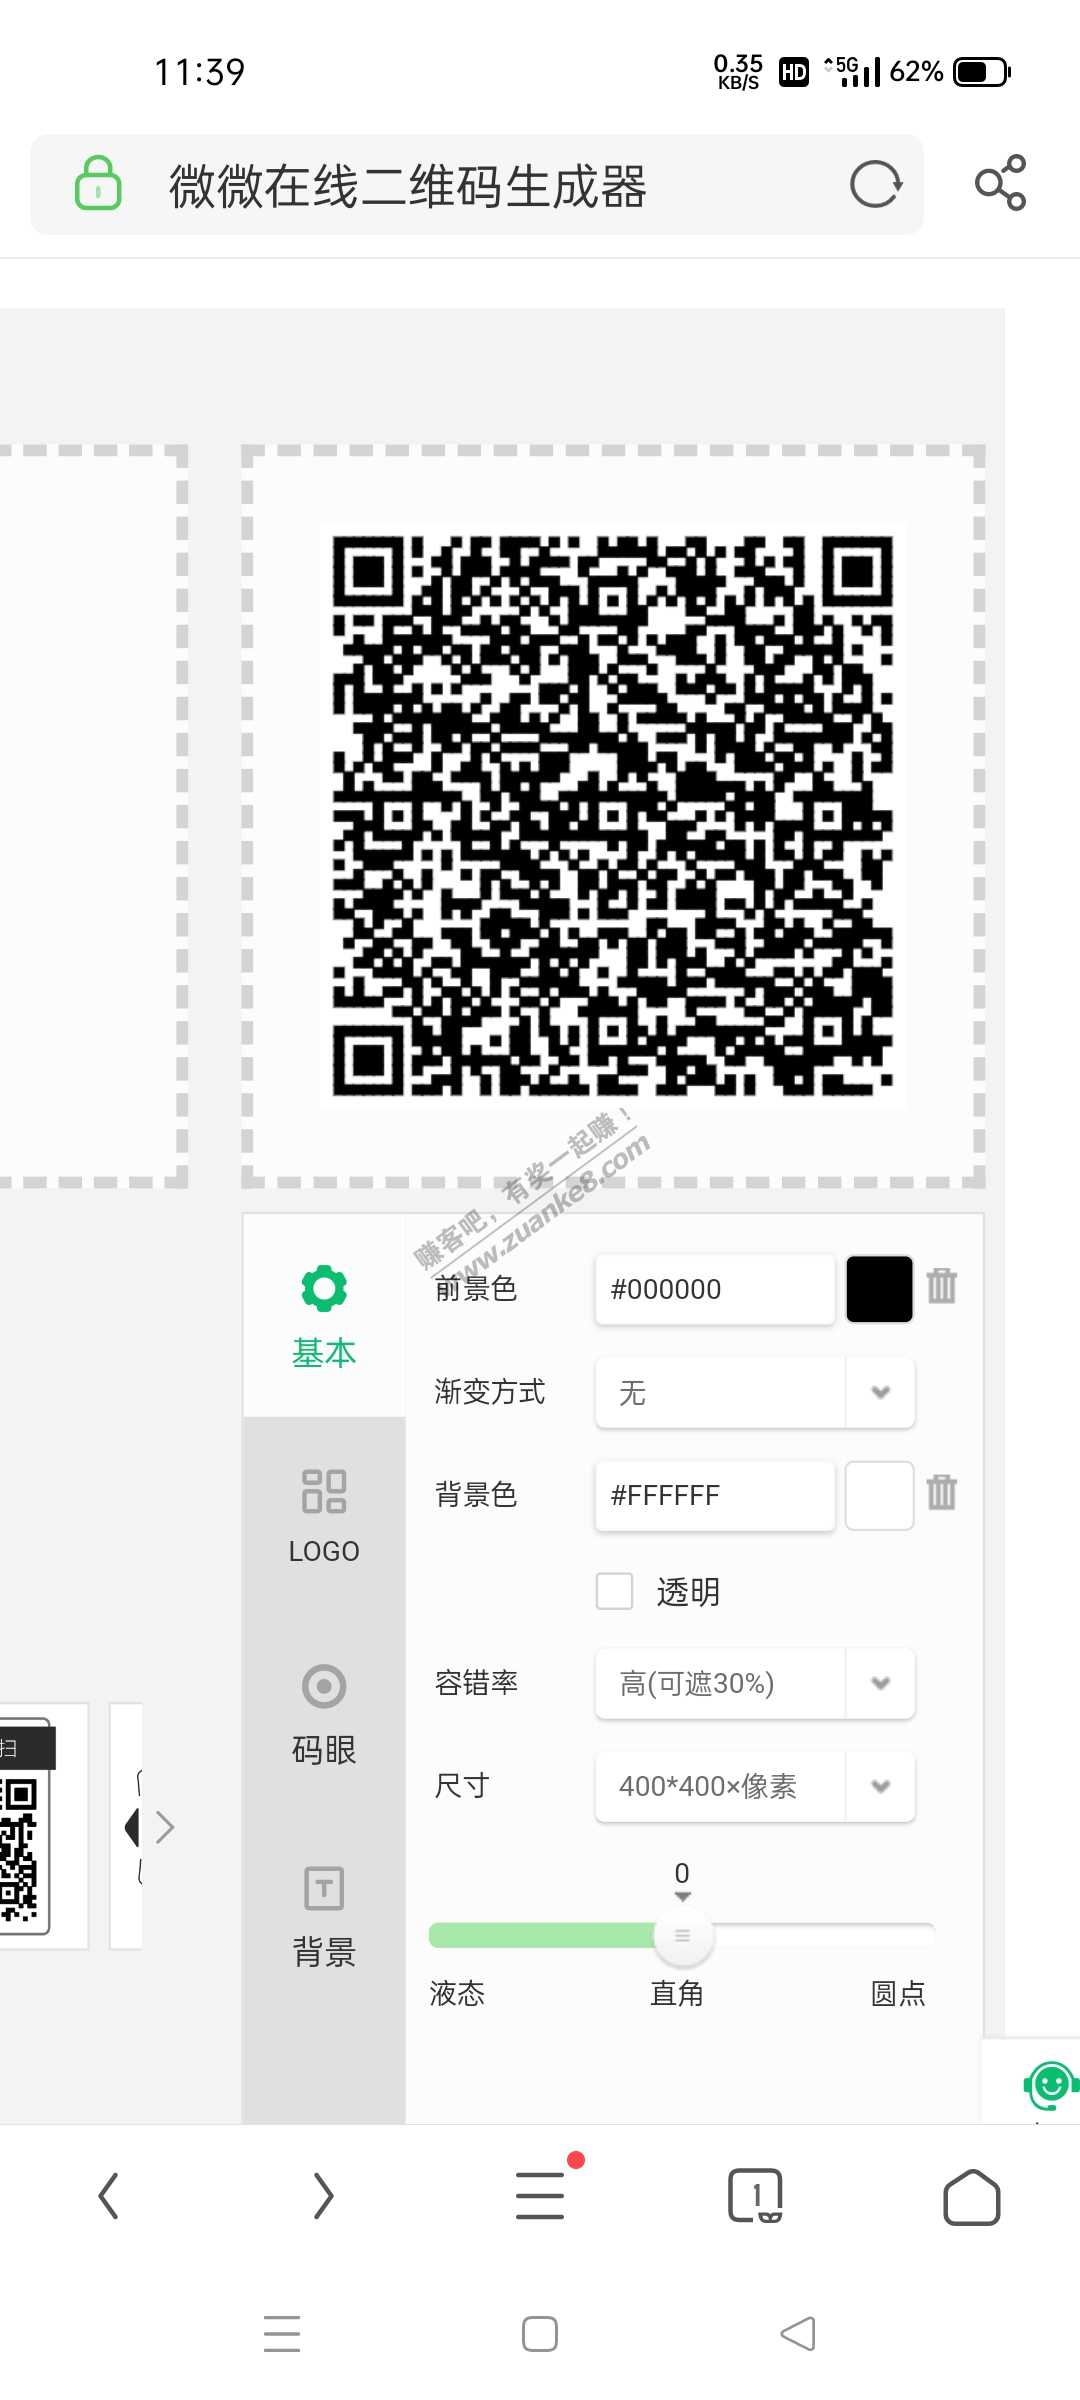 11:39
0.35 KB/S HD 5G 62%
微微在线二维码生成器
赚客吧，有奖一起赚！
www.zuanke8.com
基本
前景色 #000000
渐变方式 无
背景色 #FFFFFF
透明
LOGO
容错率 高(可遮30%)
码眼
扫
尺寸 400*400×像素
0
背景
液态 直角 圆点
1